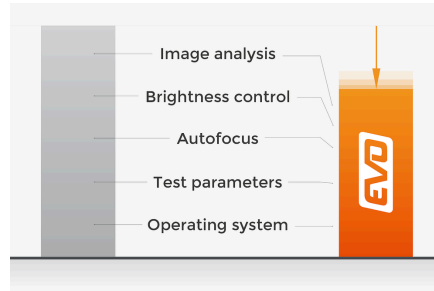 Image analysis
Brightness control
Autofocus
Test parameters
Operating system
EVO